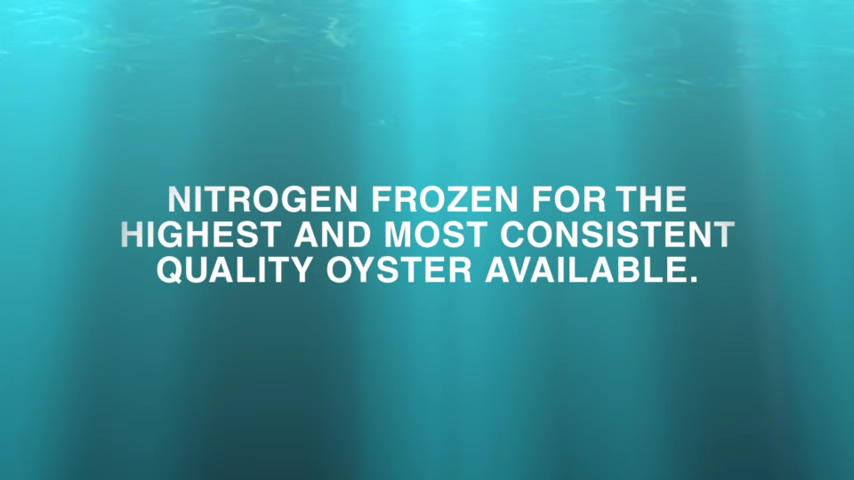 NITROGEN FROZEN FOR THE
HIGHEST AND MOST CONSISTENT
QUALITY OYSTER AVAILABLE.